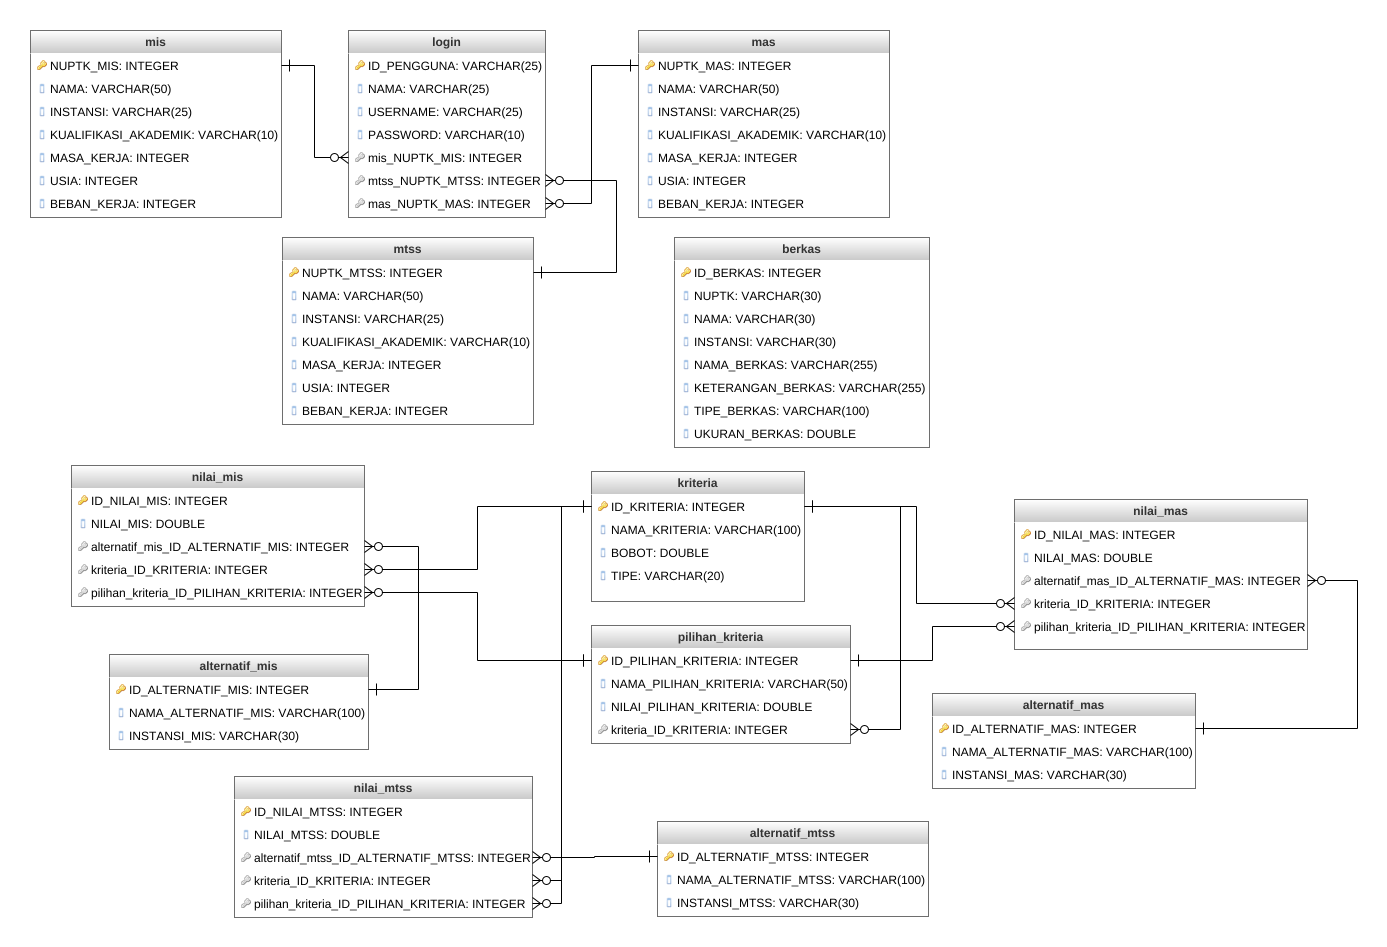 mis
NUPTK_MIS: INTEGER
NAMA: VARCHAR(50)
INSTANSI: VARCHAR(25)
KUALIFIKASI_AKADEMIK: VARCHAR(10)
MASA_KERJA: INTEGER
USIA: INTEGER
BEBAN_KERJA: INTEGER
login
ID_PENGGUNA: VARCHAR(25)
NAMA: VARCHAR(25)
USERNAME: VARCHAR(25)
PASSWORD: VARCHAR(10)
mis_NUPTK_MIS: INTEGER
mtss_NUPTK_MTSS: INTEGER
mas_NUPTK_MAS: INTEGER
mas
NUPTK_MAS: INTEGER
NAMA: VARCHAR(50)
INSTANSI: VARCHAR(25)
KUALIFIKASI_AKADEMIK: VARCHAR(10)
MASA_KERJA: INTEGER
USIA: INTEGER
BEBAN_KERJA: INTEGER
mtss
NUPTK_MTSS: INTEGER
NAMA: VARCHAR(50)
INSTANSI: VARCHAR(25)
KUALIFIKASI_AKADEMIK: VARCHAR(10)
MASA_KERJA: INTEGER
USIA: INTEGER
BEBAN_KERJA: INTEGER
berkas
ID_BERKAS: INTEGER
NUPTK: VARCHAR(30)
NAMA: VARCHAR(30)
INSTANSI: VARCHAR(30)
NAMA_BERKAS: VARCHAR(255)
KETERANGAN_BERKAS: VARCHAR(255)
TIPE_BERKAS: VARCHAR(100)
UKURAN_BERKAS: DOUBLE
nilai_mis
ID_NILAI_MIS: INTEGER
NILAI_MIS: DOUBLE
alternatif_mis_ID_ALTERNATIF_MIS: INTEGER
kriteria_ID_KRITERIA: INTEGER
pilihan_kriteria_ID_PILIHAN_KRITERIA: INTEGER
kriteria
ID_KRITERIA: INTEGER
NAMA_KRITERIA: VARCHAR(100)
BOBOT: DOUBLE
TIPE: VARCHAR(20)
nilai_mas
ID_NILAI_MAS: INTEGER
NILAI_MAS: DOUBLE
alternatif_mas_ID_ALTERNATIF_MAS: INTEGER
kriteria_ID_KRITERIA: INTEGER
pilihan_kriteria_ID_PILIHAN_KRITERIA: INTEGER
alternatif_mis
ID_ALTERNATIF_MIS: INTEGER
NAMA_ALTERNATIF_MIS: VARCHAR(100)
INSTANSI_MIS: VARCHAR(30)
pilihan_kriteria
ID_PILIHAN_KRITERIA: INTEGER
NAMA_PILIHAN_KRITERIA: VARCHAR(50)
NILAI_PILIHAN_KRITERIA: DOUBLE
kriteria_ID_KRITERIA: INTEGER
alternatif_mas
ID_ALTERNATIF_MAS: INTEGER
NAMA_ALTERNATIF_MAS: VARCHAR(100)
INSTANSI_MAS: VARCHAR(30)
nilai_mtss
ID_NILAI_MTSS: INTEGER
NILAI_MTSS: DOUBLE
alternatif_mtss_ID_ALTERNATIF_MTSS: INTEGER
kriteria_ID_KRITERIA: INTEGER
pilihan_kriteria_ID_PILIHAN_KRITERIA: INTEGER
alternatif_mtss
ID_ALTERNATIF_MTSS: INTEGER
NAMA_ALTERNATIF_MTSS: VARCHAR(100)
INSTANSI_MTSS: VARCHAR(30)